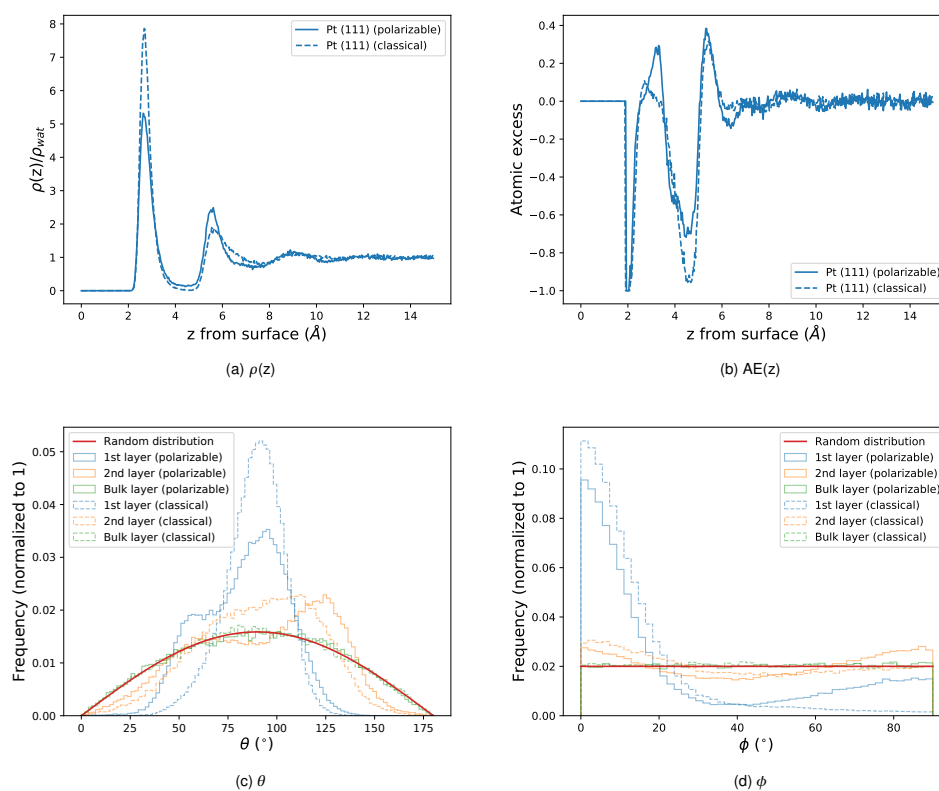 Pt (111) (polarizable)
Pt (111) (classical)
ρ(z)/ρwat
8
7
6
5
4
3
2
1
0
0 2 4 6 8 10 12 14
z from surface (Å)
(a) ρ(z)
Atomic excess
0.4
0.2
0.0
−0.2
−0.4
−0.6
−0.8
−1.0
Pt (111) (polarizable)
Pt (111) (classical)
0 2 4 6 8 10 12 14
z from surface (Å)
(b) AE(z)
Frequency (normalized to 1)
0.05
0.04
0.03
0.02
0.01
0.00
Random distribution
1st layer (polarizable)
2nd layer (polarizable)
Bulk layer (polarizable)
1st layer (classical)
2nd layer (classical)
Bulk layer (classical)
0 25 50 75 100 125 150 175
θ (°)
(c) θ
Frequency (normalized to 1)
0.10
0.08
0.06
0.04
0.02
0.00
Random distribution
1st layer (polarizable)
2nd layer (polarizable)
Bulk layer (polarizable)
1st layer (classical)
2nd layer (classical)
Bulk layer (classical)
0 20 40 60 80
ϕ (°)
(d) ϕ